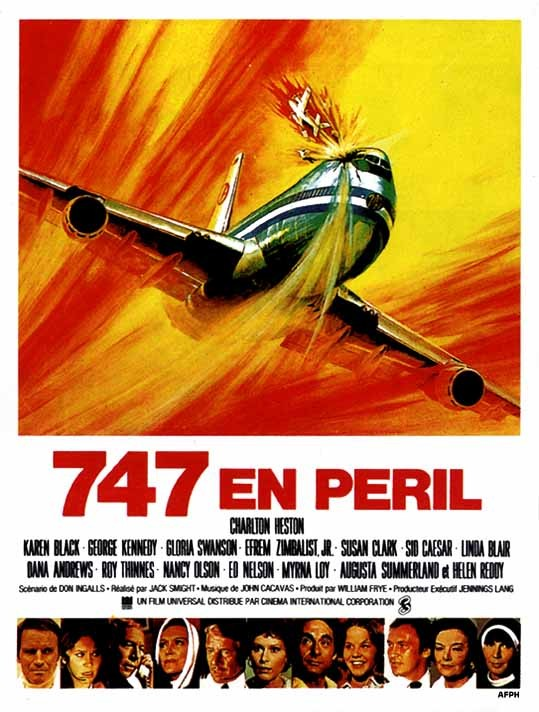 747 EN PERIL
CHARLTON HESTON
KAREN BLACK · GEORGE KENNEDY · GLORIA SWANSON · EFREM ZIMBALIST, JR. · SUSAN CLARK · SID CAESAR · LINDA BLAIR
DANA ANDREWS · ROY THINNES · NANCY OLSON · ED NELSON · MYRNA LOY · AUGUSTA SUMMERLAND et HELEN REDDY
Scénario de DON INGALLS · Réalisé par JACK SMIGHT · Musique de JOHN CACAVAS · Produit par WILLIAM FRYE · Producteur Exécutif JENNINGS LANG
UN FILM UNIVERSAL DISTRIBUE PAR CINEMA INTERNATIONAL CORPORATION
AFPH